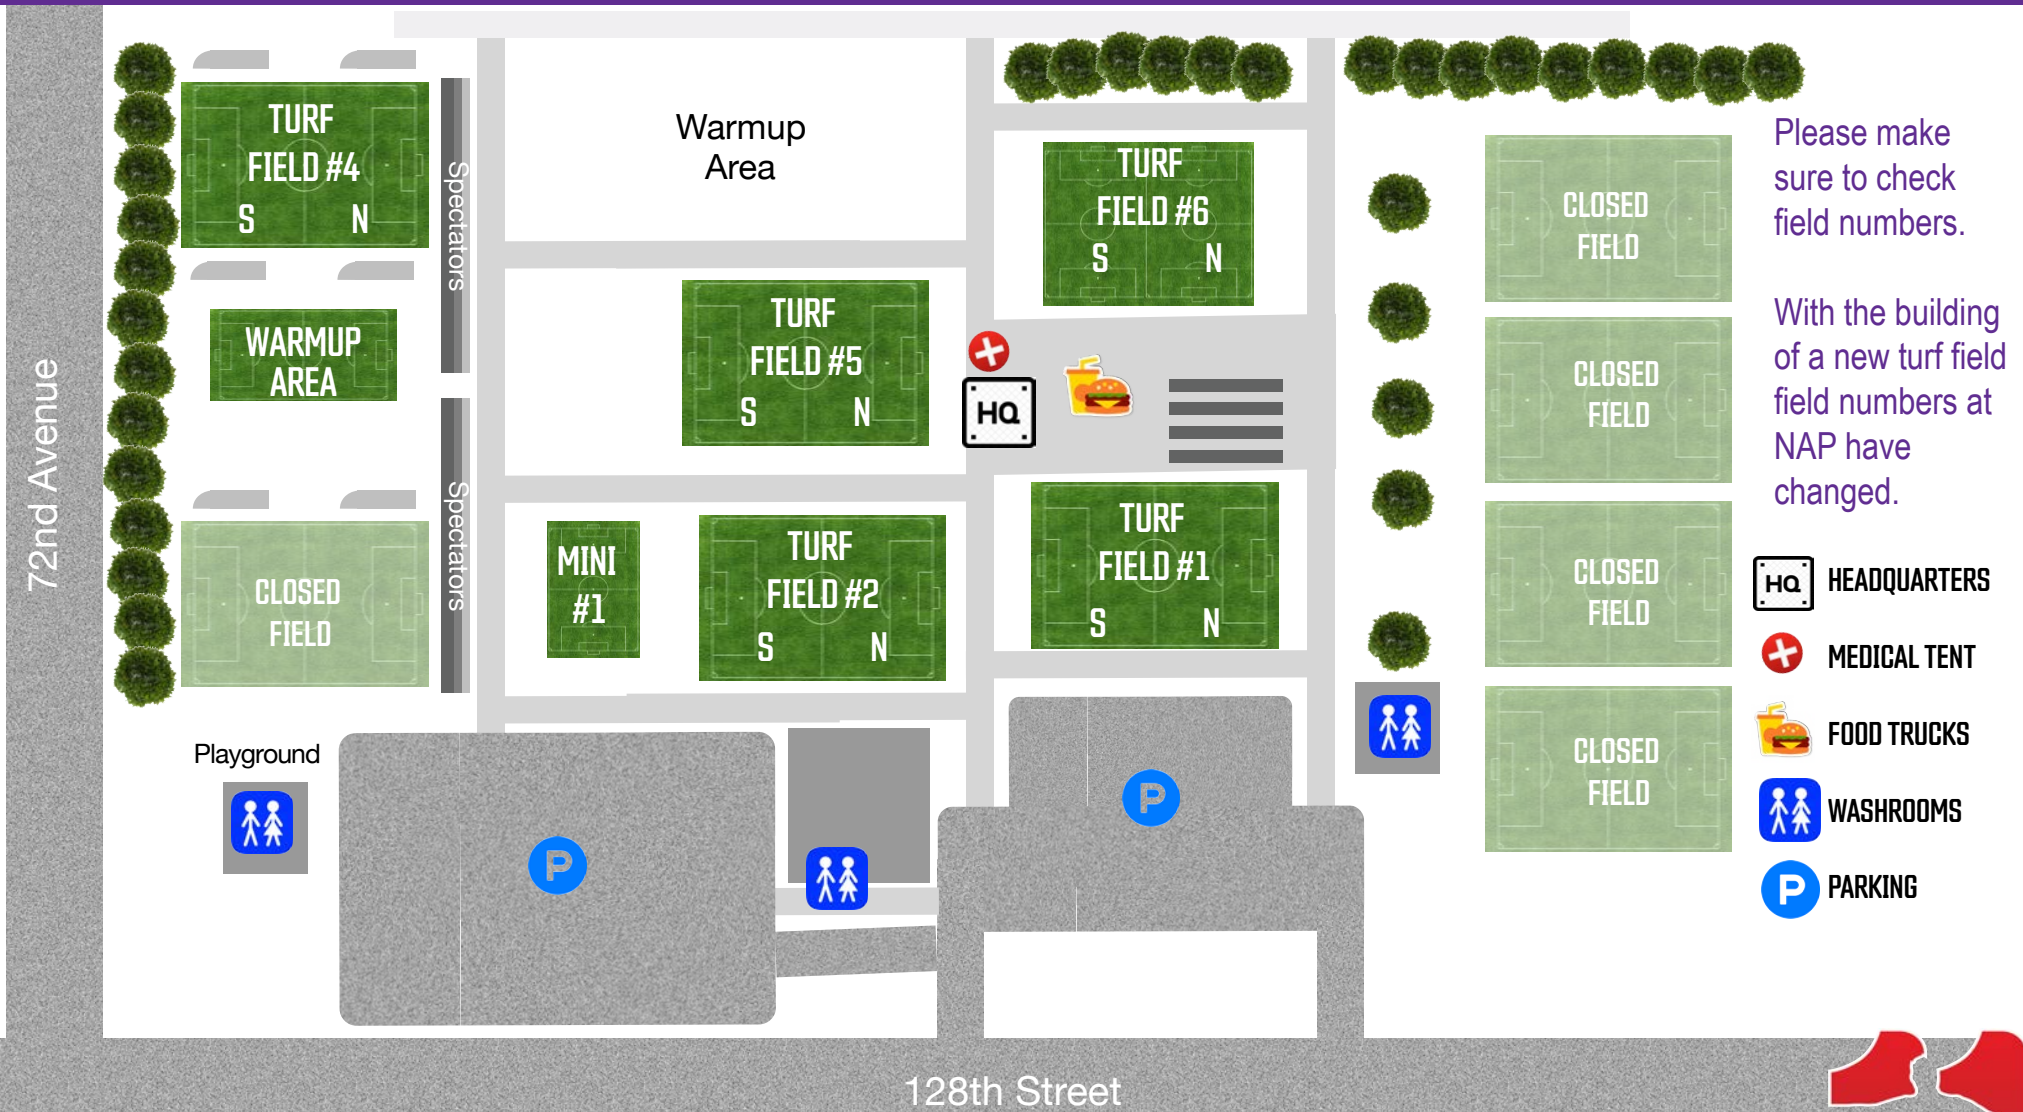 TURF
FIELD #4
S N
Spectators
WARMUP
AREA
Spectators
CLOSED
FIELD
72nd Avenue
Playground
Warmup
Area
TURF
FIELD #5
S N
MINI
#1
TURF
FIELD #2
S N
TURF
FIELD #6
S N
HQ
TURF
FIELD #1
S N
P
P
CLOSED
FIELD
CLOSED
FIELD
CLOSED
FIELD
CLOSED
FIELD
Please make
sure to check
field numbers.
With the building
of a new turf field
field numbers at
NAP have
changed.
HQ HEADQUARTERS
MEDICAL TENT
FOOD TRUCKS
WASHROOMS
P PARKING
128th Street